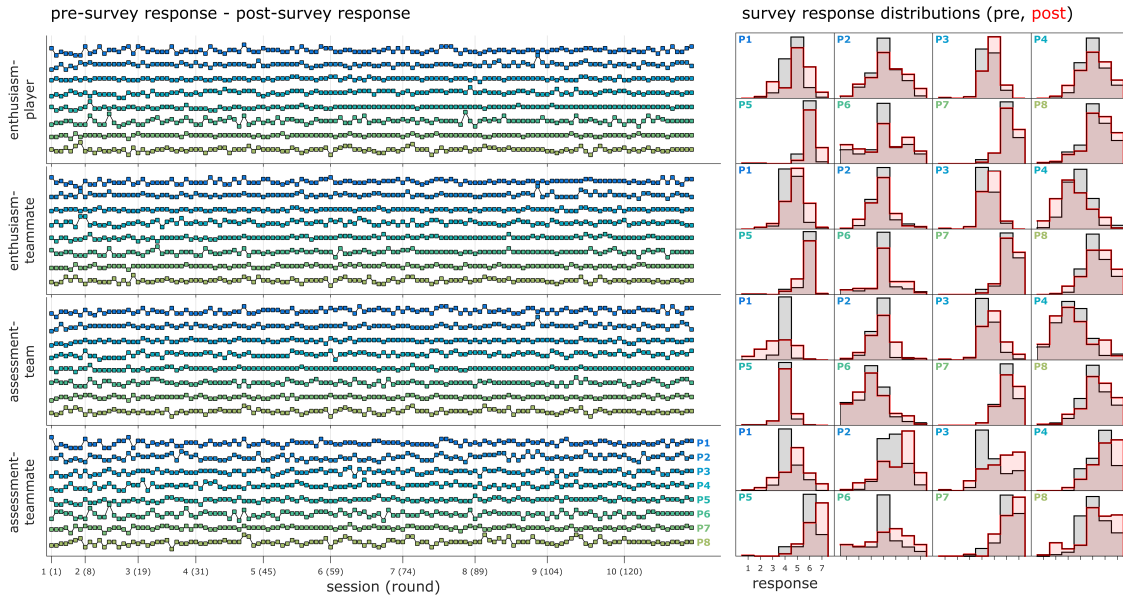 pre-survey response - post-survey response
survey response distributions (pre, post)
enthusiasm-
player
enthusiasm-
teammate
assessment-
team
assessment-
teammate
P1
P2
P3
P4
P5
P6
P7
P8
1 (1) 2 (8) 3 (19) 4 (31) 5 (45) 6 (59) 7 (74) 8 (89) 9 (104) 10 (120)
session (round)
P1 P2 P3 P4
P5 P6 P7 P8
P1 P2 P3 P4
P5 P6 P7 P8
P1 P2 P3 P4
P5 P6 P7 P8
P1 P2 P3 P4
P5 P6 P7 P8
1 2 3 4 5 6 7
response